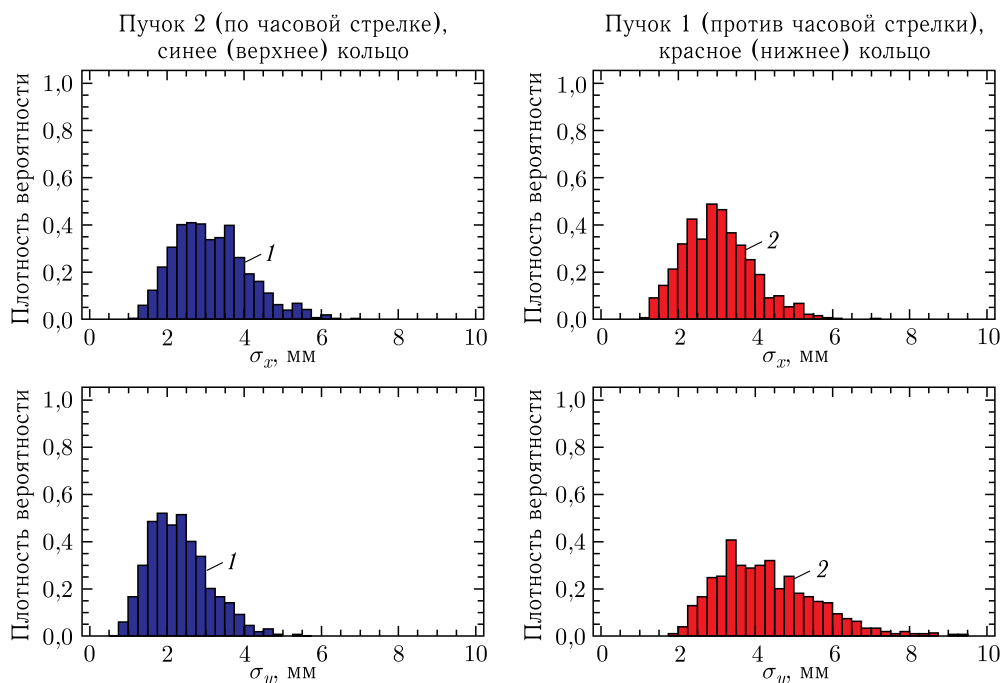 Пучок 2 (по часовой стрелке),
синее (верхнее) кольцо
Плотность вероятности
1,0
0,8
0,6
0,4
0,2
0,0
1
0 2 4 6 8 10
σx, мм
Пучок 1 (против часовой стрелки),
красное (нижнее) кольцо
Плотность вероятности
1,0
0,8
0,6
0,4
0,2
0,0
2
0 2 4 6 8 10
σx, мм
Плотность вероятности
1,0
0,8
0,6
0,4
0,2
0,0
1
0 2 4 6 8 10
σy, мм
Плотность вероятности
1,0
0,8
0,6
0,4
0,2
0,0
2
0 2 4 6 8 10
σy, мм